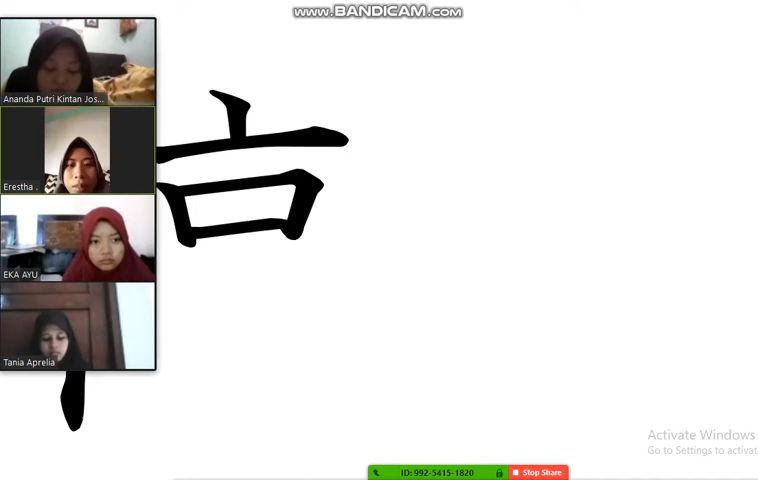 www.BANDICAM.com
Ananda Putri Kintan Jos...
Erestha .
EKA AYU
Tania Aprelia
Activate Windows
Go to Settings to activat
ID: 992-5415-1820
Stop Share